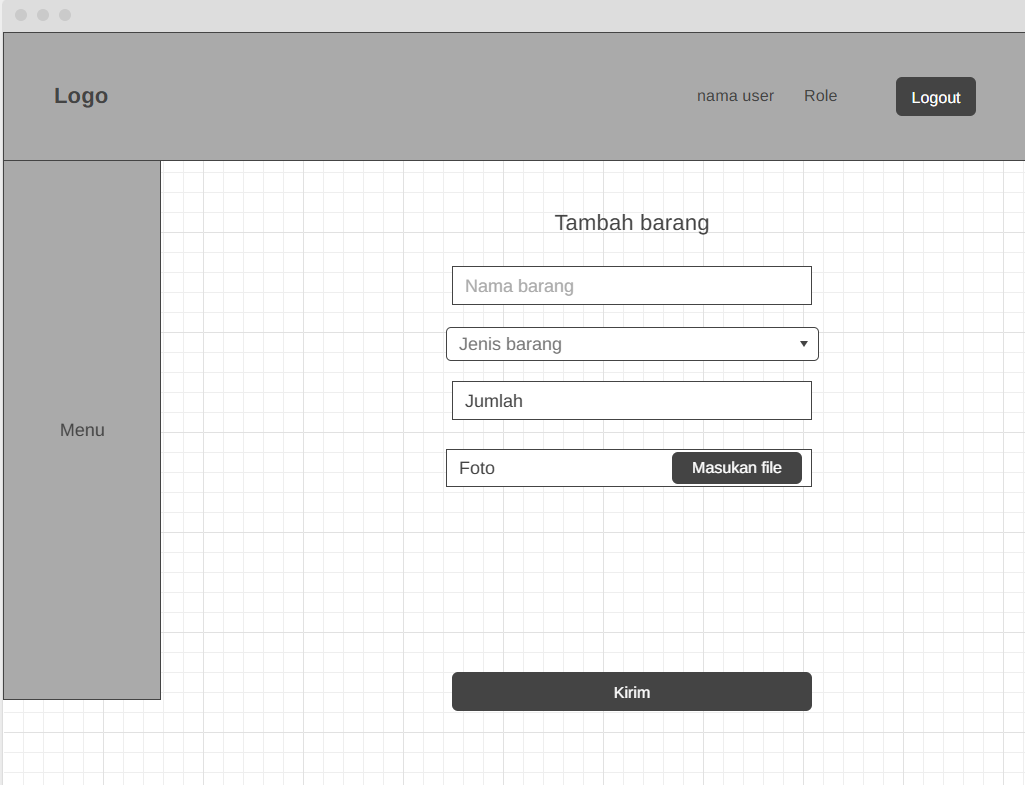 Logo
nama user
Role
Logout
Menu
Tambah barang
Nama barang
Jenis barang
Jumlah
Foto
Masukan file
Kirim